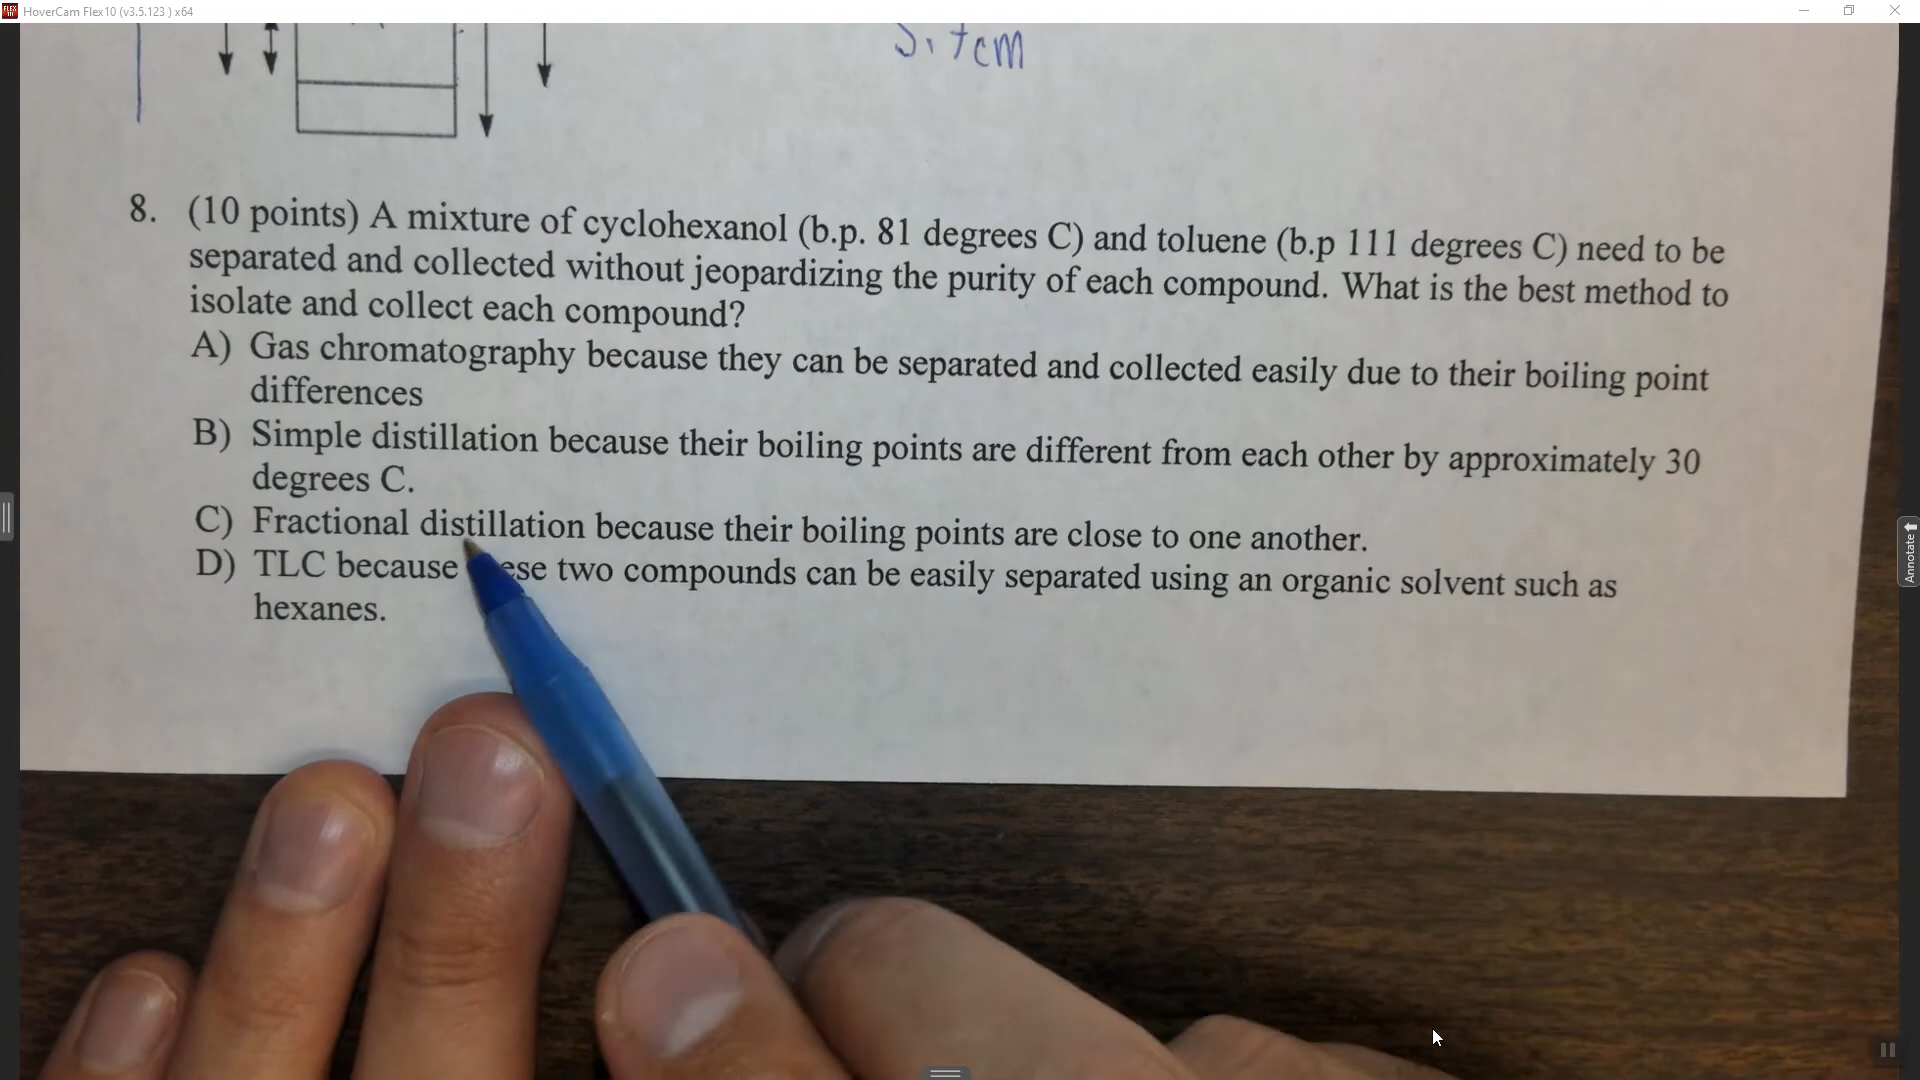 HoverCam Flex10 (v3.5.123 ) x64
8. (10 points) A mixture of cyclohexanol (b.p. 81 degrees C) and toluene (b.p 111 degrees C) need to be
separated and collected without jeopardizing the purity of each compound. What is the best method to
isolate and collect each compound?
A) Gas chromatography because they can be separated and collected easily due to their boiling point
differences
B) Simple distillation because their boiling points are different from each other by approximately 30
degrees C.
C) Fractional distillation because their boiling points are close to one another.
D) TLC because two compounds can be easily separated using an organic solvent such as
hexanes.
Annotate